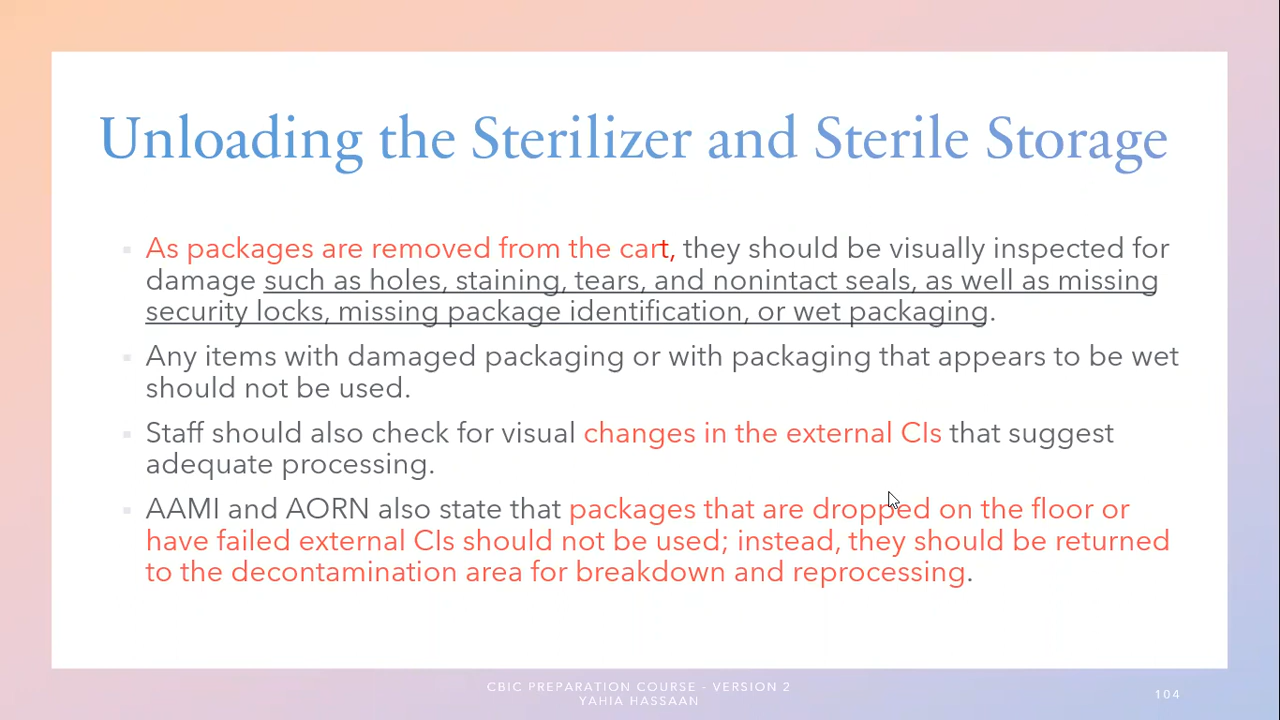 Unloading the Sterilizer and Sterile Storage
As packages are removed from the cart, they should be visually inspected for
damage such as holes, staining, tears, and nonintact seals, as well as missing
security locks, missing package identification, or wet packaging.
Any items with damaged packaging or with packaging that appears to be wet
should not be used.
Staff should also check for visual changes in the external CIs that suggest
adequate processing.
AAMI and AORN also state that packages that are dropped on the floor or
have failed external CIs should not be used; instead, they should be returned
to the decontamination area for breakdown and reprocessing.
CBIC PREPARATION COURSE - VERSION 2
YAHIA HASSAAN
104